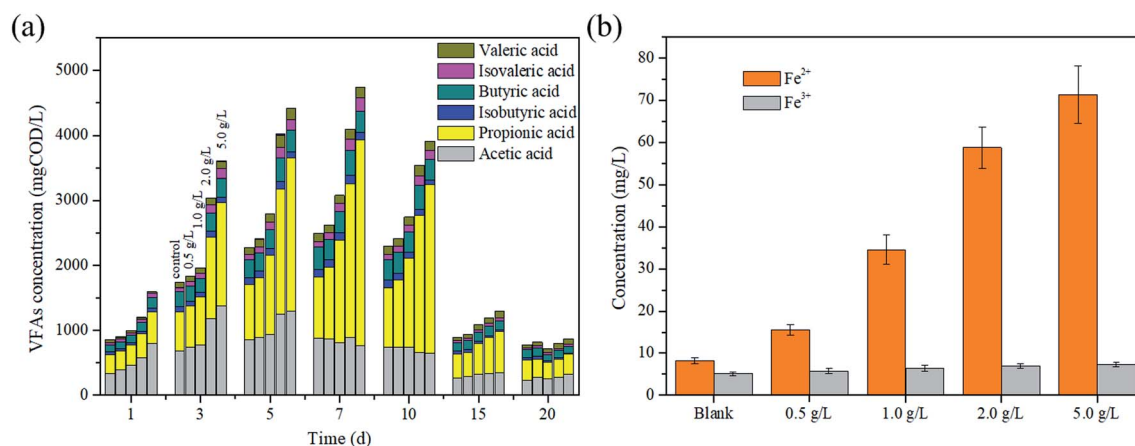 (a)
VFAs concentration (mgCOD/L)
5000
4000
3000
2000
1000
0
Valeric acid
Isovaleric acid
Butyric acid
Isobutyric acid
Propionic acid
Acetic acid
control
0.5 g/L
1.0 g/L
2.0 g/L
5.0 g/L
1 3 5 7 10 15 20
Time (d)
(b)
Concentration (mg/L)
80
70
60
50
40
30
20
10
0
Fe²⁺
Fe³⁺
Blank 0.5 g/L 1.0 g/L 2.0 g/L 5.0 g/L